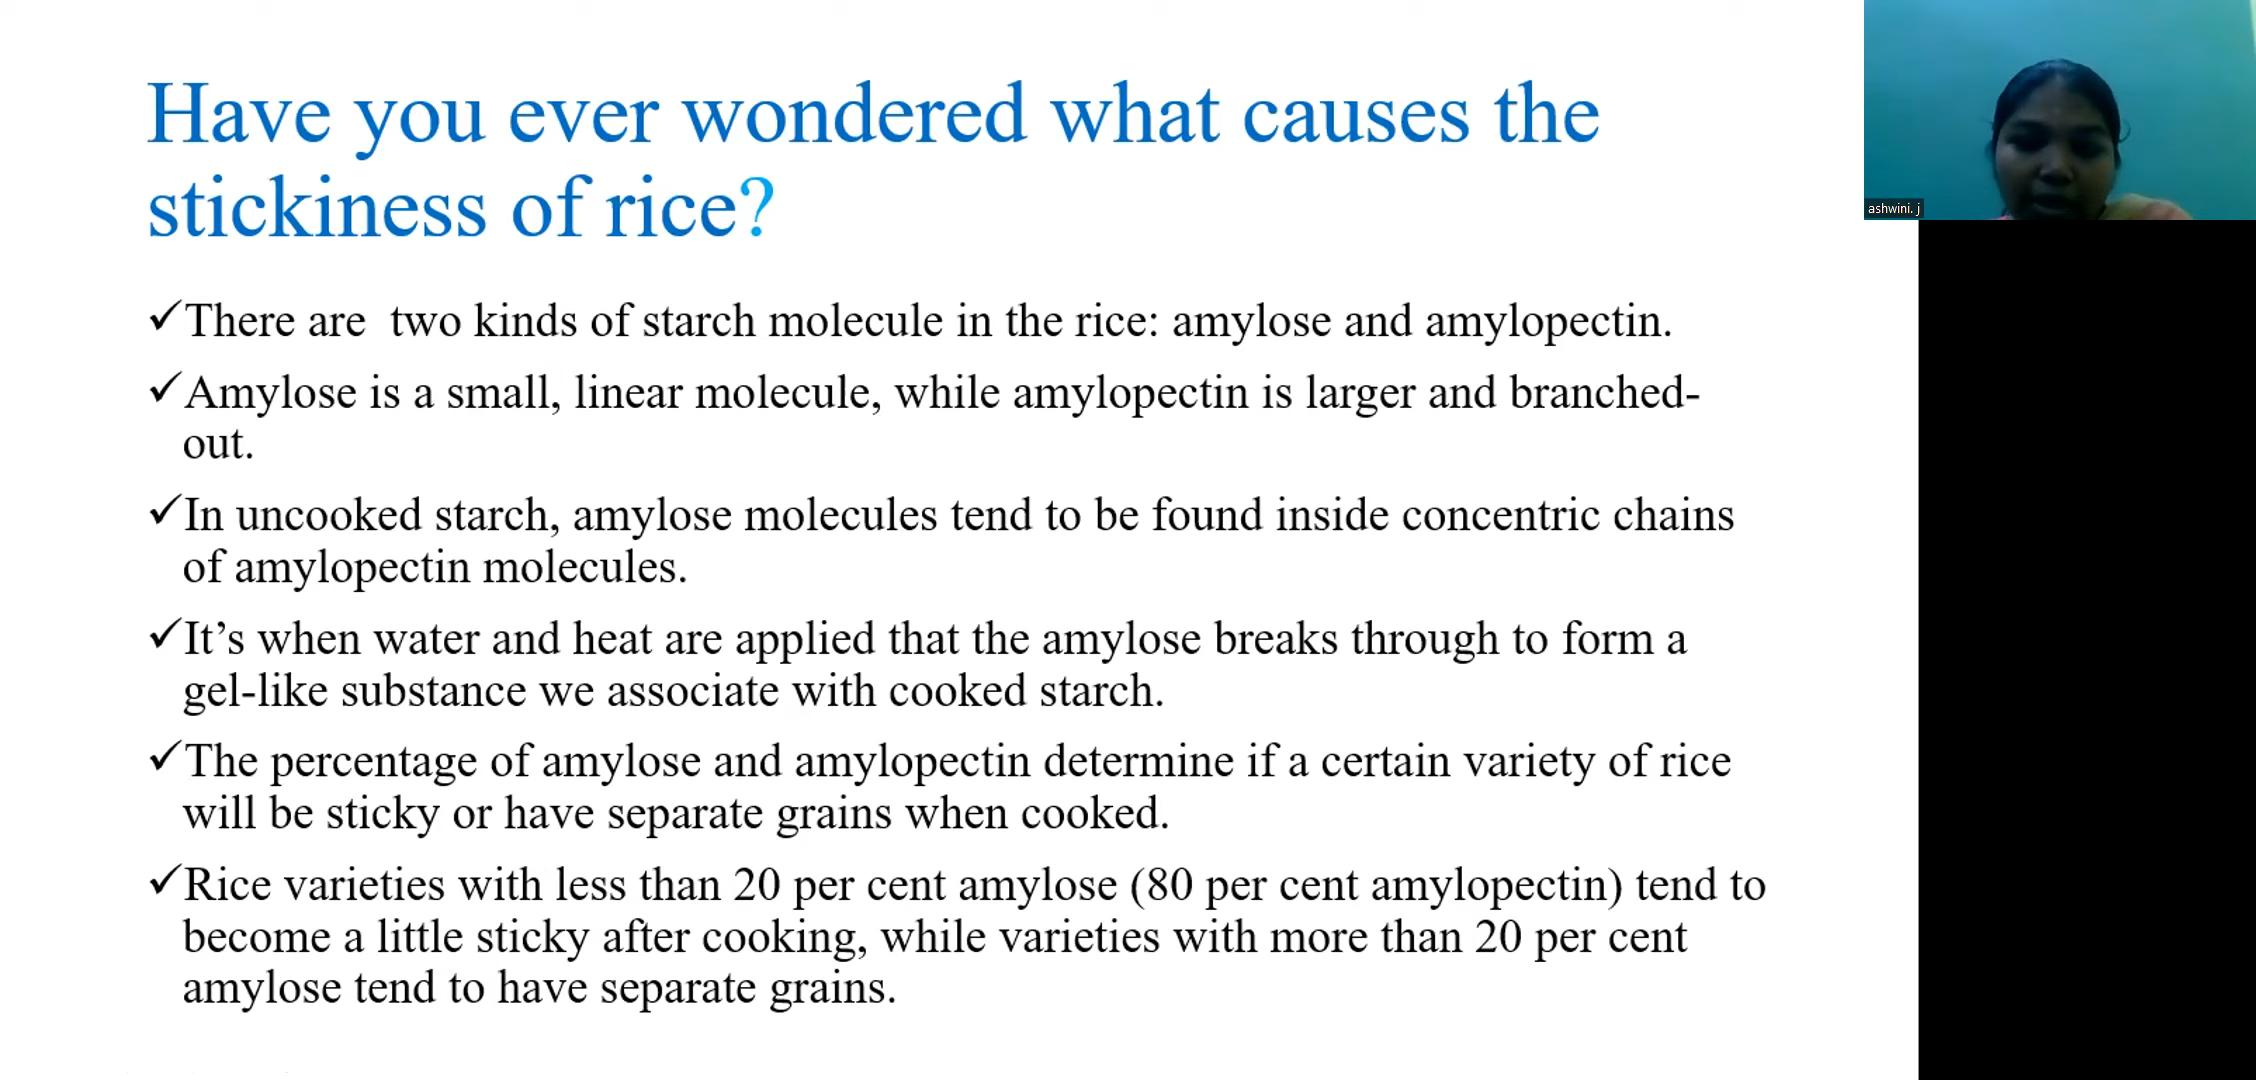 Have you ever wondered what causes the
stickiness of rice?
✓There are  two kinds of starch molecule in the rice: amylose and amylopectin.
✓Amylose is a small, linear molecule, while amylopectin is larger and branched-
out.
✓In uncooked starch, amylose molecules tend to be found inside concentric chains
of amylopectin molecules.
✓It’s when water and heat are applied that the amylose breaks through to form a
gel-like substance we associate with cooked starch.
✓The percentage of amylose and amylopectin determine if a certain variety of rice
will be sticky or have separate grains when cooked.
✓Rice varieties with less than 20 per cent amylose (80 per cent amylopectin) tend to
become a little sticky after cooking, while varieties with more than 20 per cent
amylose tend to have separate grains.
ashwini. j